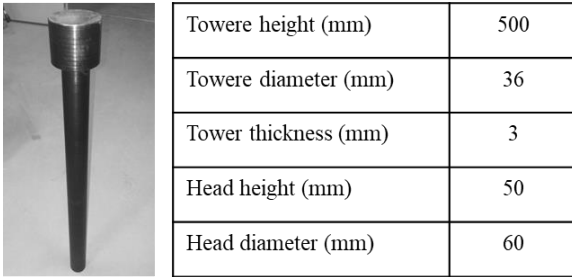 Towere height (mm) 500
Towere diameter (mm) 36
Tower thickness (mm) 3
Head height (mm) 50
Head diameter (mm) 60